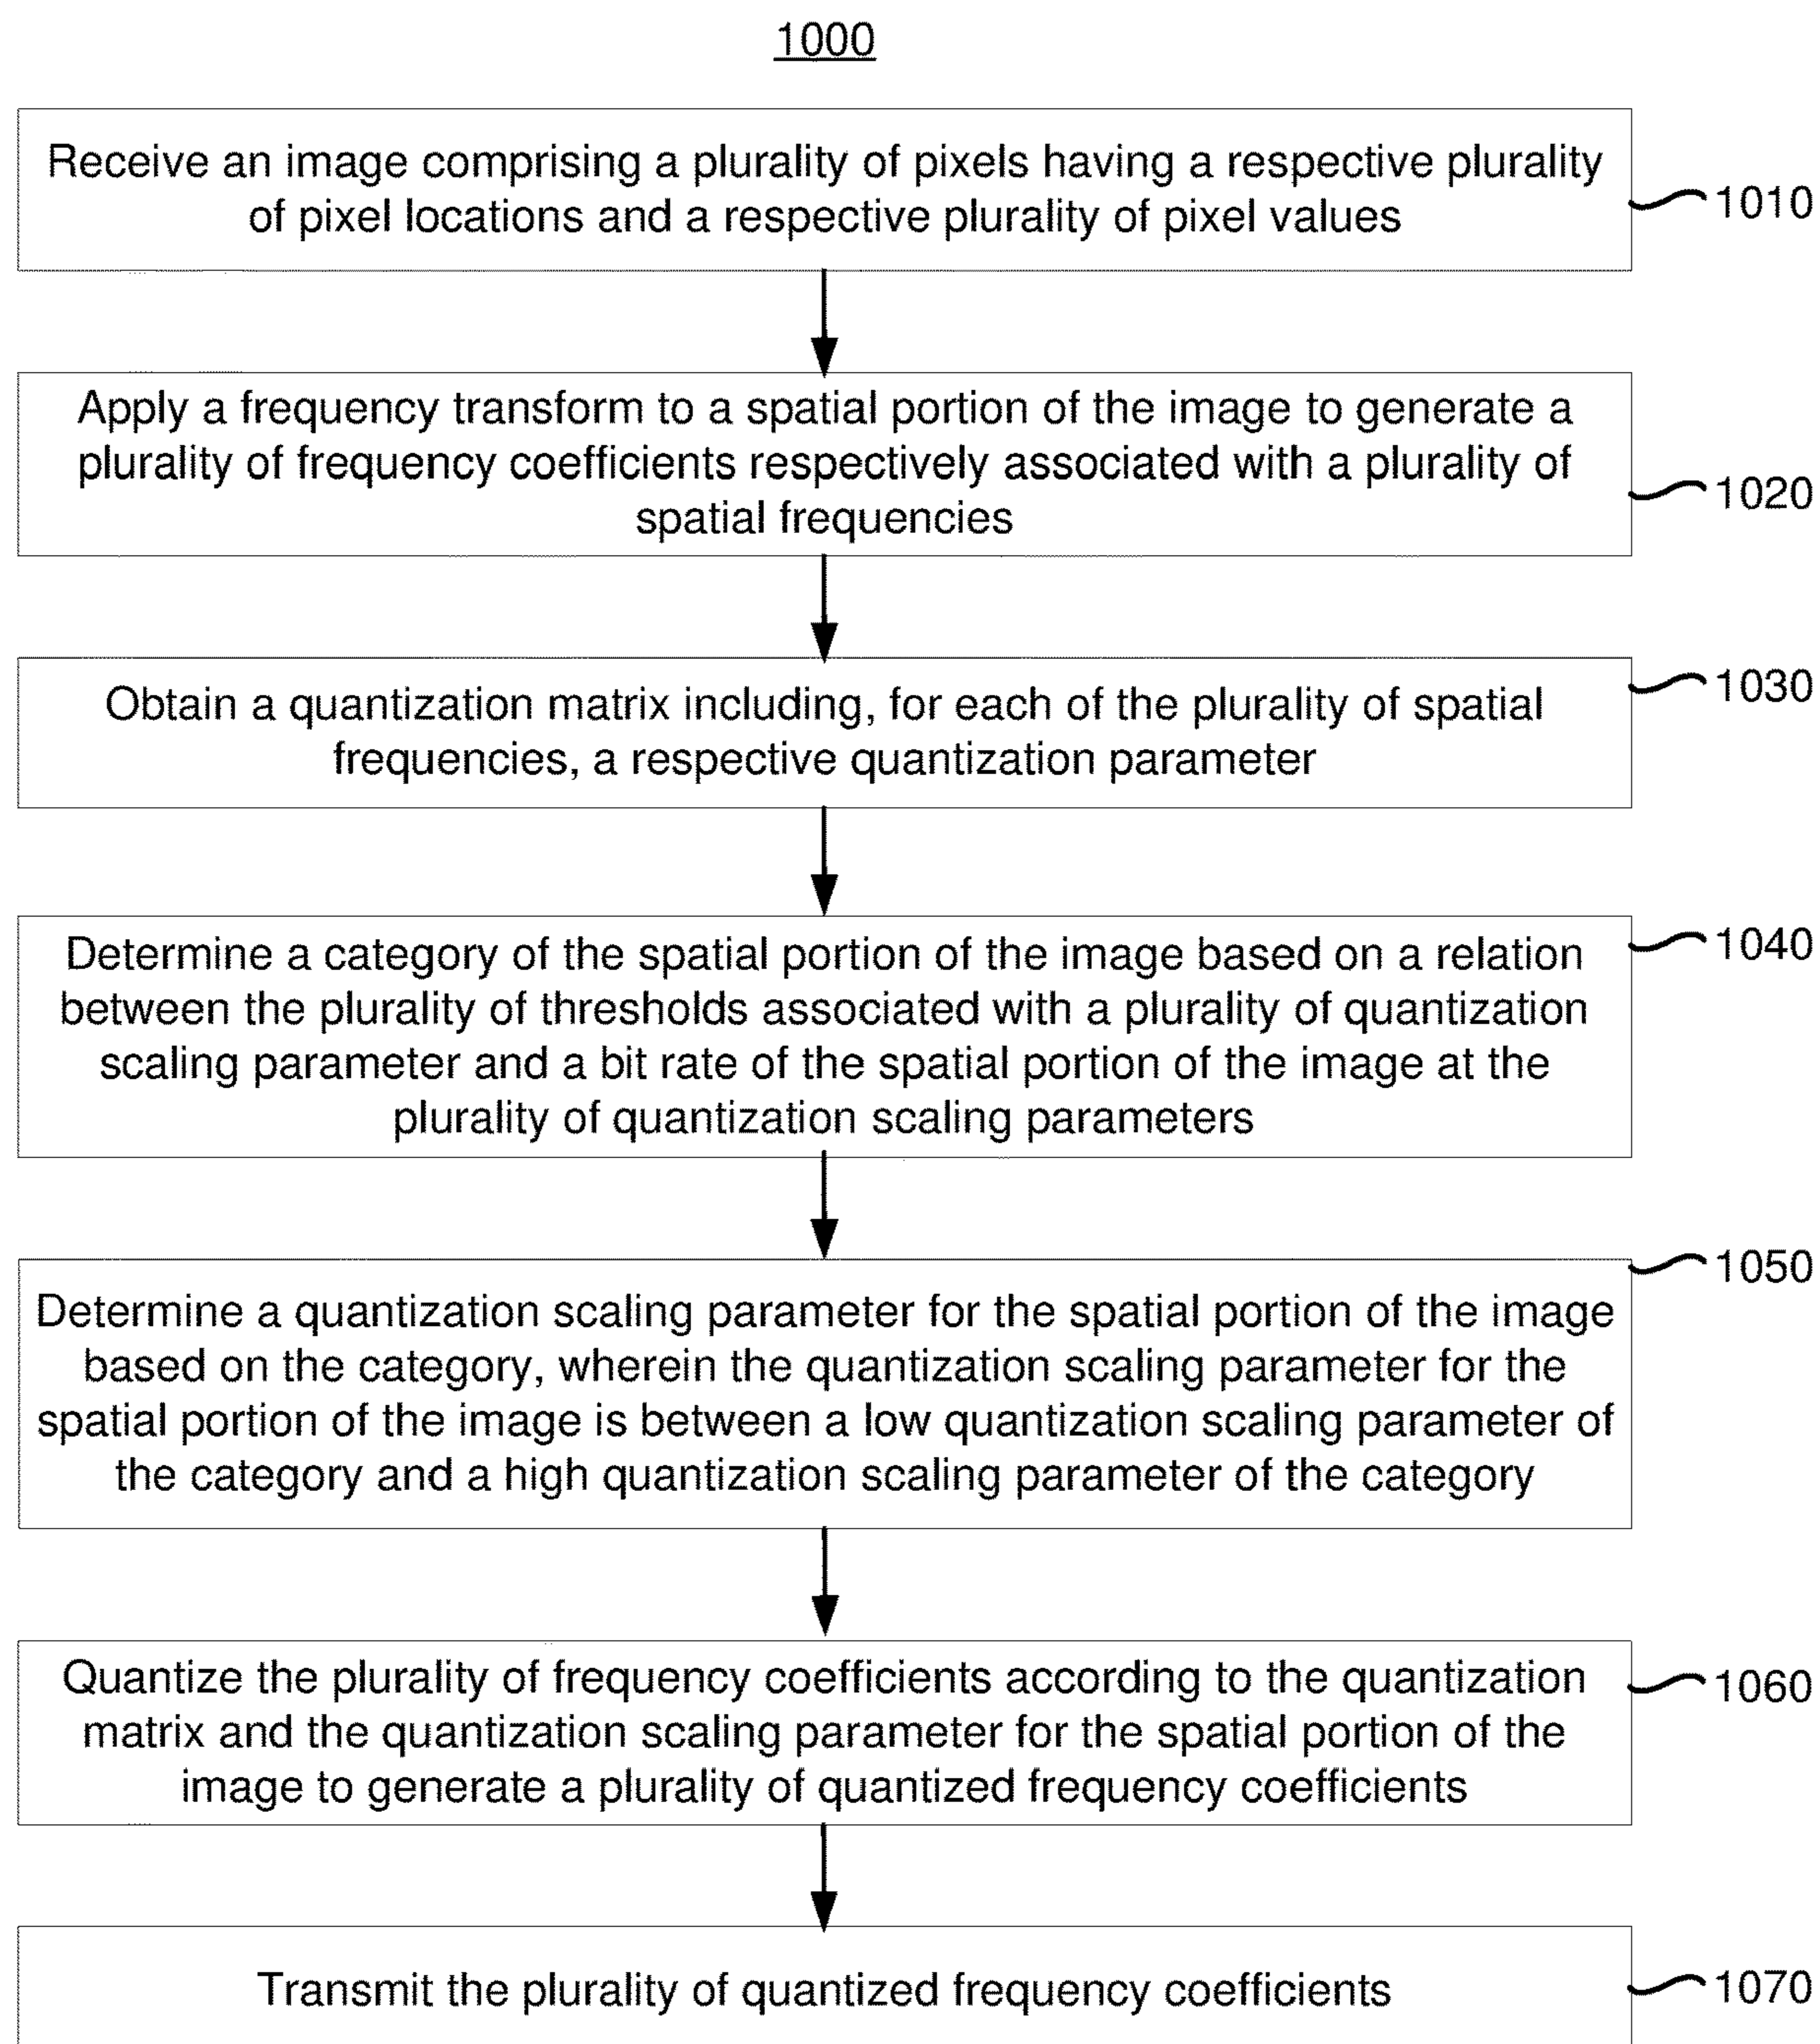 1000
Receive an image comprising a plurality of pixels having a respective plurality
of pixel locations and a respective plurality of pixel values
1010
Apply a frequency transform to a spatial portion of the image to generate a
plurality of frequency coefficients respectively associated with a plurality of
spatial frequencies
1020
Obtain a quantization matrix including, for each of the plurality of spatial
frequencies, a respective quantization parameter
1030
Determine a category of the spatial portion of the image based on a relation
between the plurality of thresholds associated with a plurality of quantization
scaling parameter and a bit rate of the spatial portion of the image at the
plurality of quantization scaling parameters
1040
Determine a quantization scaling parameter for the spatial portion of the image
based on the category, wherein the quantization scaling parameter for the
spatial portion of the image is between a low quantization scaling parameter of
the category and a high quantization scaling parameter of the category
1050
Quantize the plurality of frequency coefficients according to the quantization
matrix and the quantization scaling parameter for the spatial portion of the
image to generate a plurality of quantized frequency coefficients
1060
Transmit the plurality of quantized frequency coefficients
1070